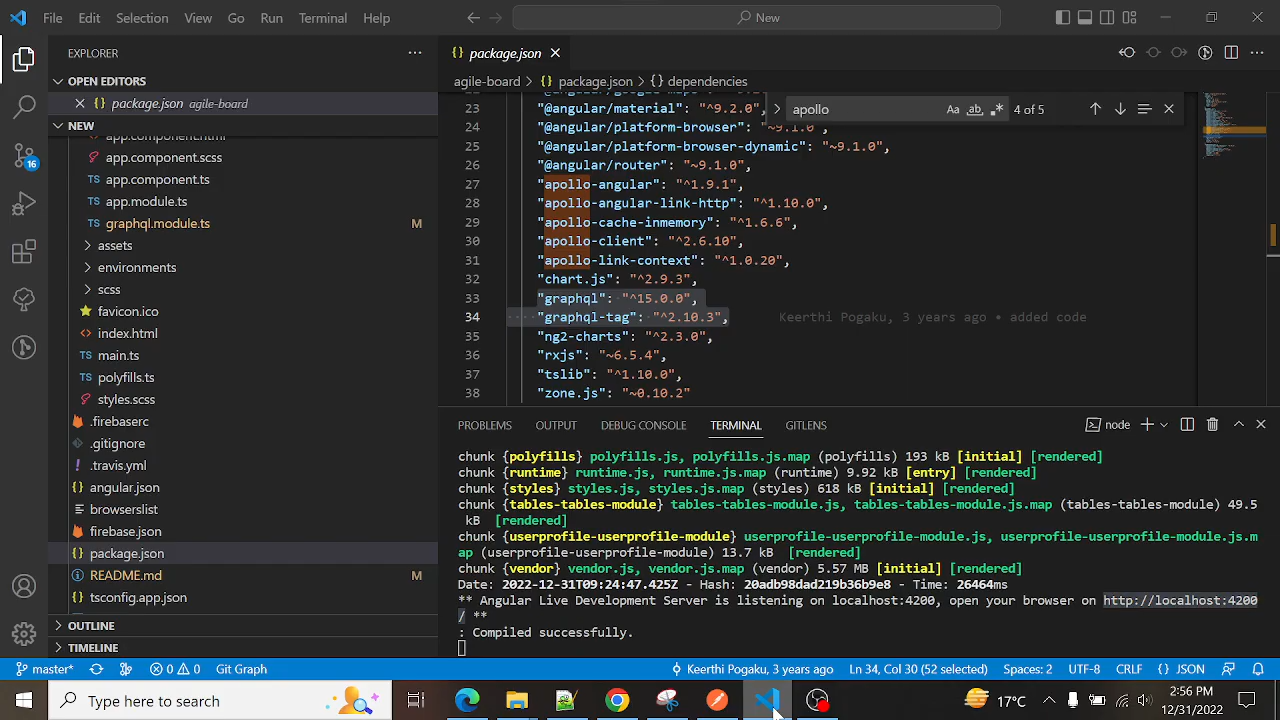 File Edit Selection View Go Run Terminal Help
New
EXPLORER
OPEN EDITORS
package.json agile-board
NEW
app.component.html
app.component.scss
TS app.component.ts
TS app.module.ts
TS graphql.module.ts M
assets
environments
scss
favicon.ico
index.html
TS main.ts
TS polyfills.ts
styles.scss
.firebaserc
.gitignore
.travis.yml
angular.json
browserslist
firebase.json
package.json
README.md M
tsconfig.app.json
OUTLINE
TIMELINE
16
package.json
agile-board > {} package.json > {} dependencies
apollo Aa ab 4 of 5
23 "@angular/material": "^9.2.0",
24 "@angular/platform-browser": "~9.1.0",
25 "@angular/platform-browser-dynamic": "~9.1.0",
26 "@angular/router": "~9.1.0",
27 "apollo-angular": "^1.9.1",
28 "apollo-angular-link-http": "^1.10.0",
29 "apollo-cache-inmemory": "^1.6.6",
30 "apollo-client": "^2.6.10",
31 "apollo-link-context": "^1.0.20",
32 "chart.js": "^2.9.3",
33 "graphql": "^15.0.0",
34 "graphql-tag": "^2.10.3", Keerthi Pogaku, 3 years ago • added code
35 "ng2-charts": "^2.3.0",
36 "rxjs": "~6.5.4",
37 "tslib": "^1.10.0",
38 "zone.js": "~0.10.2"
PROBLEMS OUTPUT DEBUG CONSOLE TERMINAL GITLENS node
chunk {polyfills} polyfills.js, polyfills.js.map (polyfills) 193 kB [initial] [rendered]
chunk {runtime} runtime.js, runtime.js.map (runtime) 9.92 kB [entry] [rendered]
chunk {styles} styles.js, styles.js.map (styles) 618 kB [initial] [rendered]
chunk {tables-tables-module} tables-tables-module.js, tables-tables-module.js.map (tables-tables-module) 49.5
kB [rendered]
chunk {userprofile-userprofile-module} userprofile-userprofile-module.js, userprofile-userprofile-module.js.m
ap (userprofile-userprofile-module) 13.7 kB [rendered]
chunk {vendor} vendor.js, vendor.js.map (vendor) 5.57 MB [initial] [rendered]
Date: 2022-12-31T09:24:47.425Z - Hash: 20adb98dad219b36b9e8 - Time: 26464ms
** Angular Live Development Server is listening on localhost:4200, open your browser on http://localhost:4200
/ **
: Compiled successfully.
master* 0 0 Git Graph Keerthi Pogaku, 3 years ago Ln 34, Col 30 (52 selected) Spaces: 2 UTF-8 CRLF {} JSON
Type here to search 17°C 2:56 PM
12/31/2022